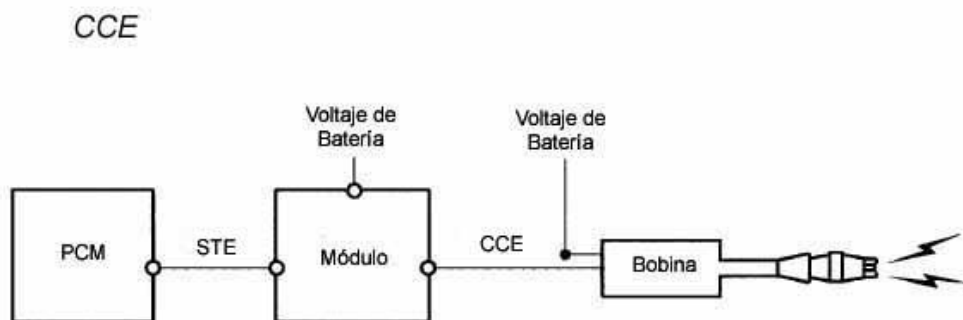 CCE
Voltaje de
Batería
Voltaje de
Batería
PCM
STE
Módulo
CCE
Bobina